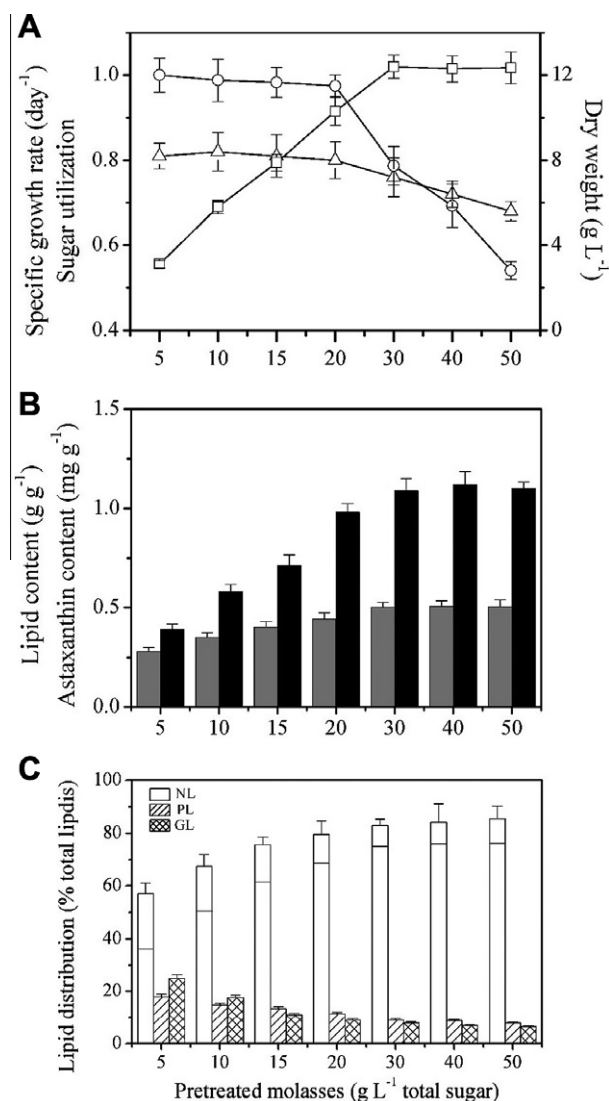 A
Specific growth rate (day-1)
Sugar utilization
1.0
0.8
0.6
0.4
12
8
4
0
Dry weight (g L-1)
5 10 15 20 30 40 50
B
Lipid content (g g-1)
Astaxanthin content (mg g-1)
1.5
1.0
0.5
0.0
5 10 15 20 30 40 50
C
Lipid distribution (% total lipdis)
100
80
60
40
20
0
NL
PL
GL
5 10 15 20 30 40 50
Pretreated molasses (g L-1 total sugar)